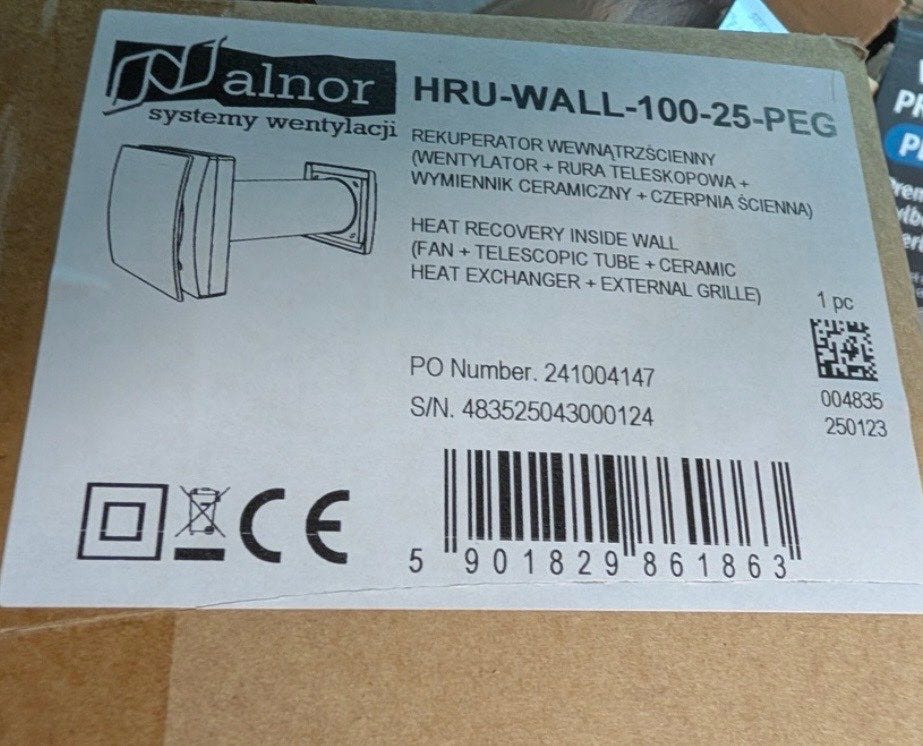 alnor
systemy wentylacji
HRU-WALL-100-25-PEG
REKUPERATOR WEWNĄTRZŚCIENNY
(WENTYLATOR + RURA TELESKOPOWA +
WYMIENNIK CERAMICZNY + CZERPNIA ŚCIENNA)
HEAT RECOVERY INSIDE WALL
(FAN + TELESCOPIC TUBE + CERAMIC
HEAT EXCHANGER + EXTERNAL GRILLE)
1 pc
PO Number. 241004147
S/N. 483525043000124
004835
250123
CE
5 901829 861863